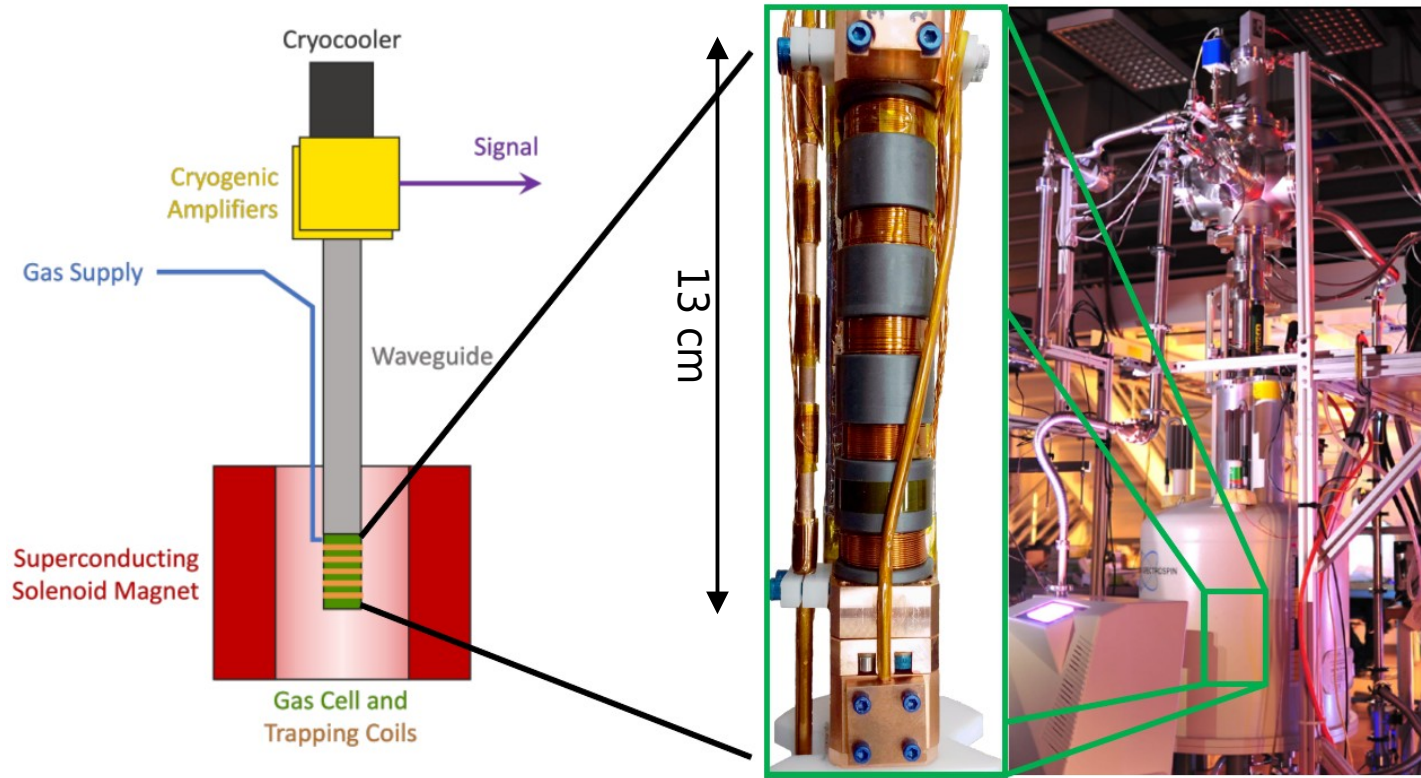 Cryocooler
Signal
Cryogenic
Amplifiers
Gas Supply
Waveguide
Superconducting
Solenoid Magnet
Gas Cell and
Trapping Coils
13 cm